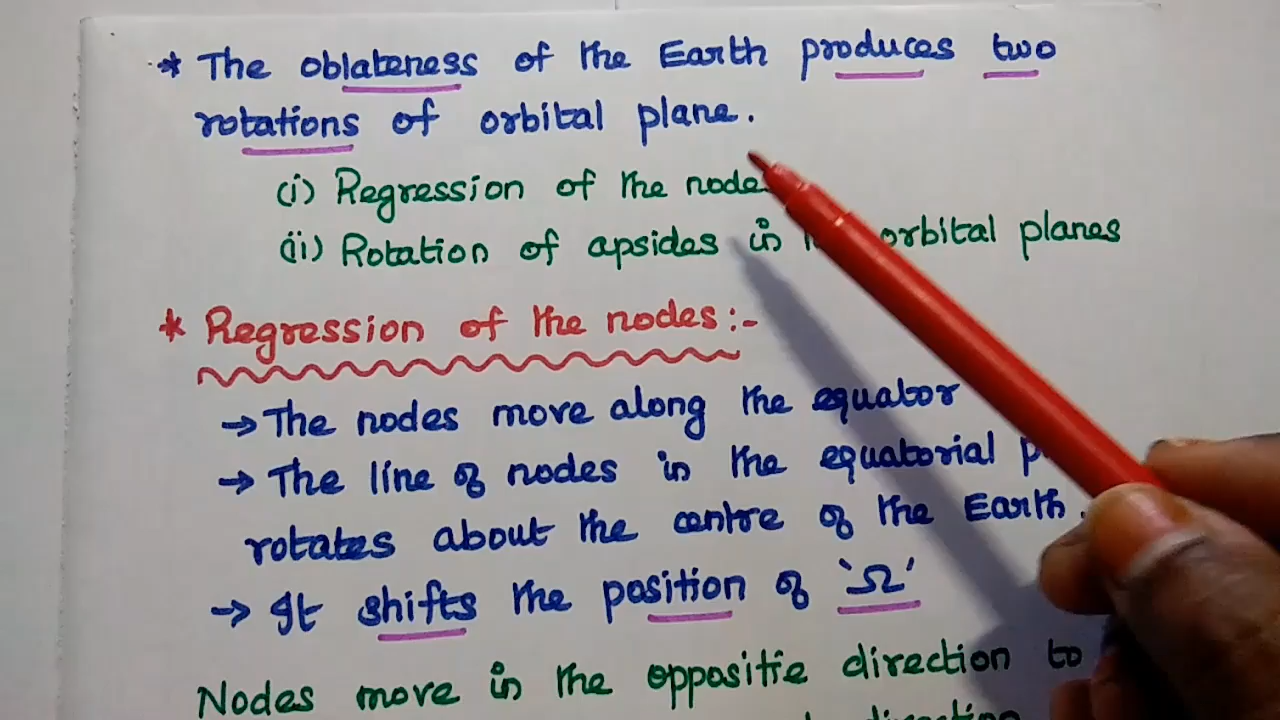 * The oblateness of the Earth produces two
rotations of orbital plane.
(i) Regression of the node
(ii) Rotation of apsides in orbital planes
* Regression of the nodes:-
→ The nodes move along the equator
→ The line of nodes in the equatorial
rotates about the centre of the Earth.
→ It shifts the position of 'Ω'
Nodes move in the oppositie direction to
direction